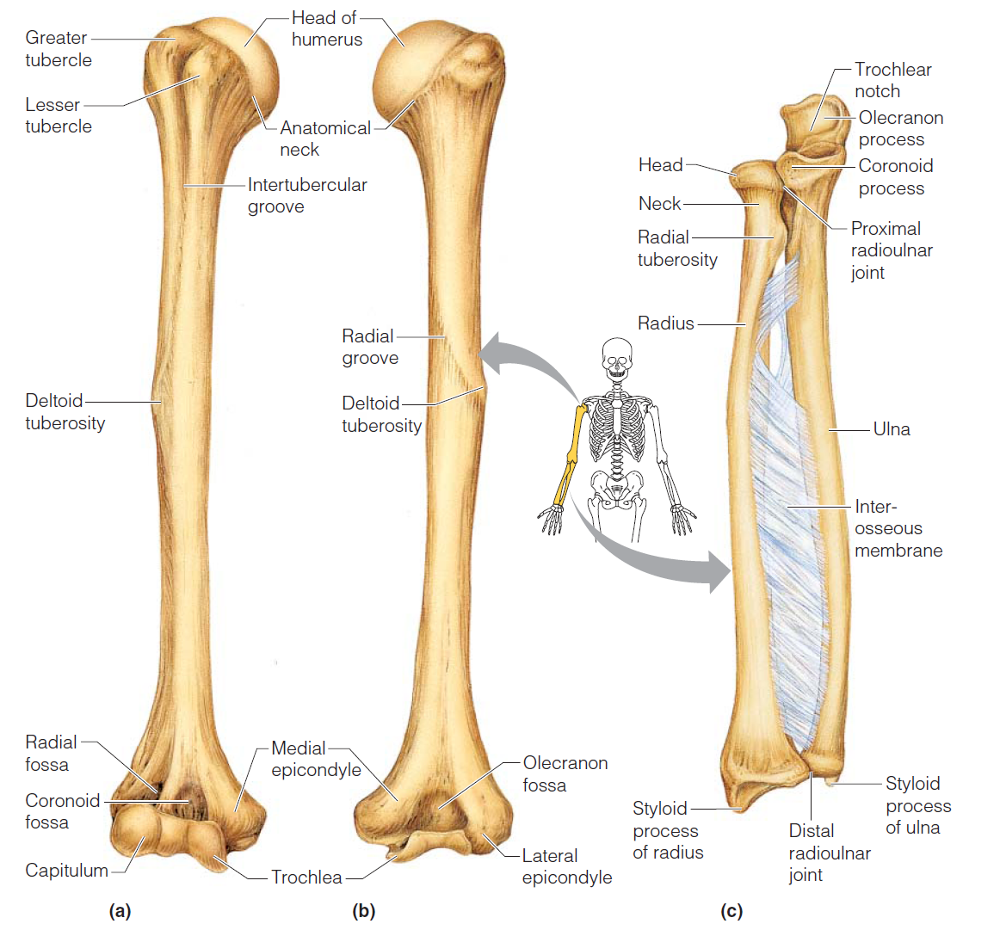 Greater
tubercle
Lesser
tubercle
Head of
humerus
Anatomical
neck
Intertubercular
groove
Radial
groove
Deltoid
tuberosity
Deltoid
tuberosity
Radial
fossa
Coronoid
fossa
Capitulum
Medial
epicondyle
Trochlea
Olecranon
fossa
Lateral
epicondyle
(a)
(b)
Trochlear
notch
Olecranon
process
Coronoid
process
Head
Neck
Radial
tuberosity
Proximal
radioulnar
joint
Radius
Ulna
Inter-
osseous
membrane
Styloid
process
of radius
Distal
radioulnar
joint
Styloid
process
of ulna
(c)